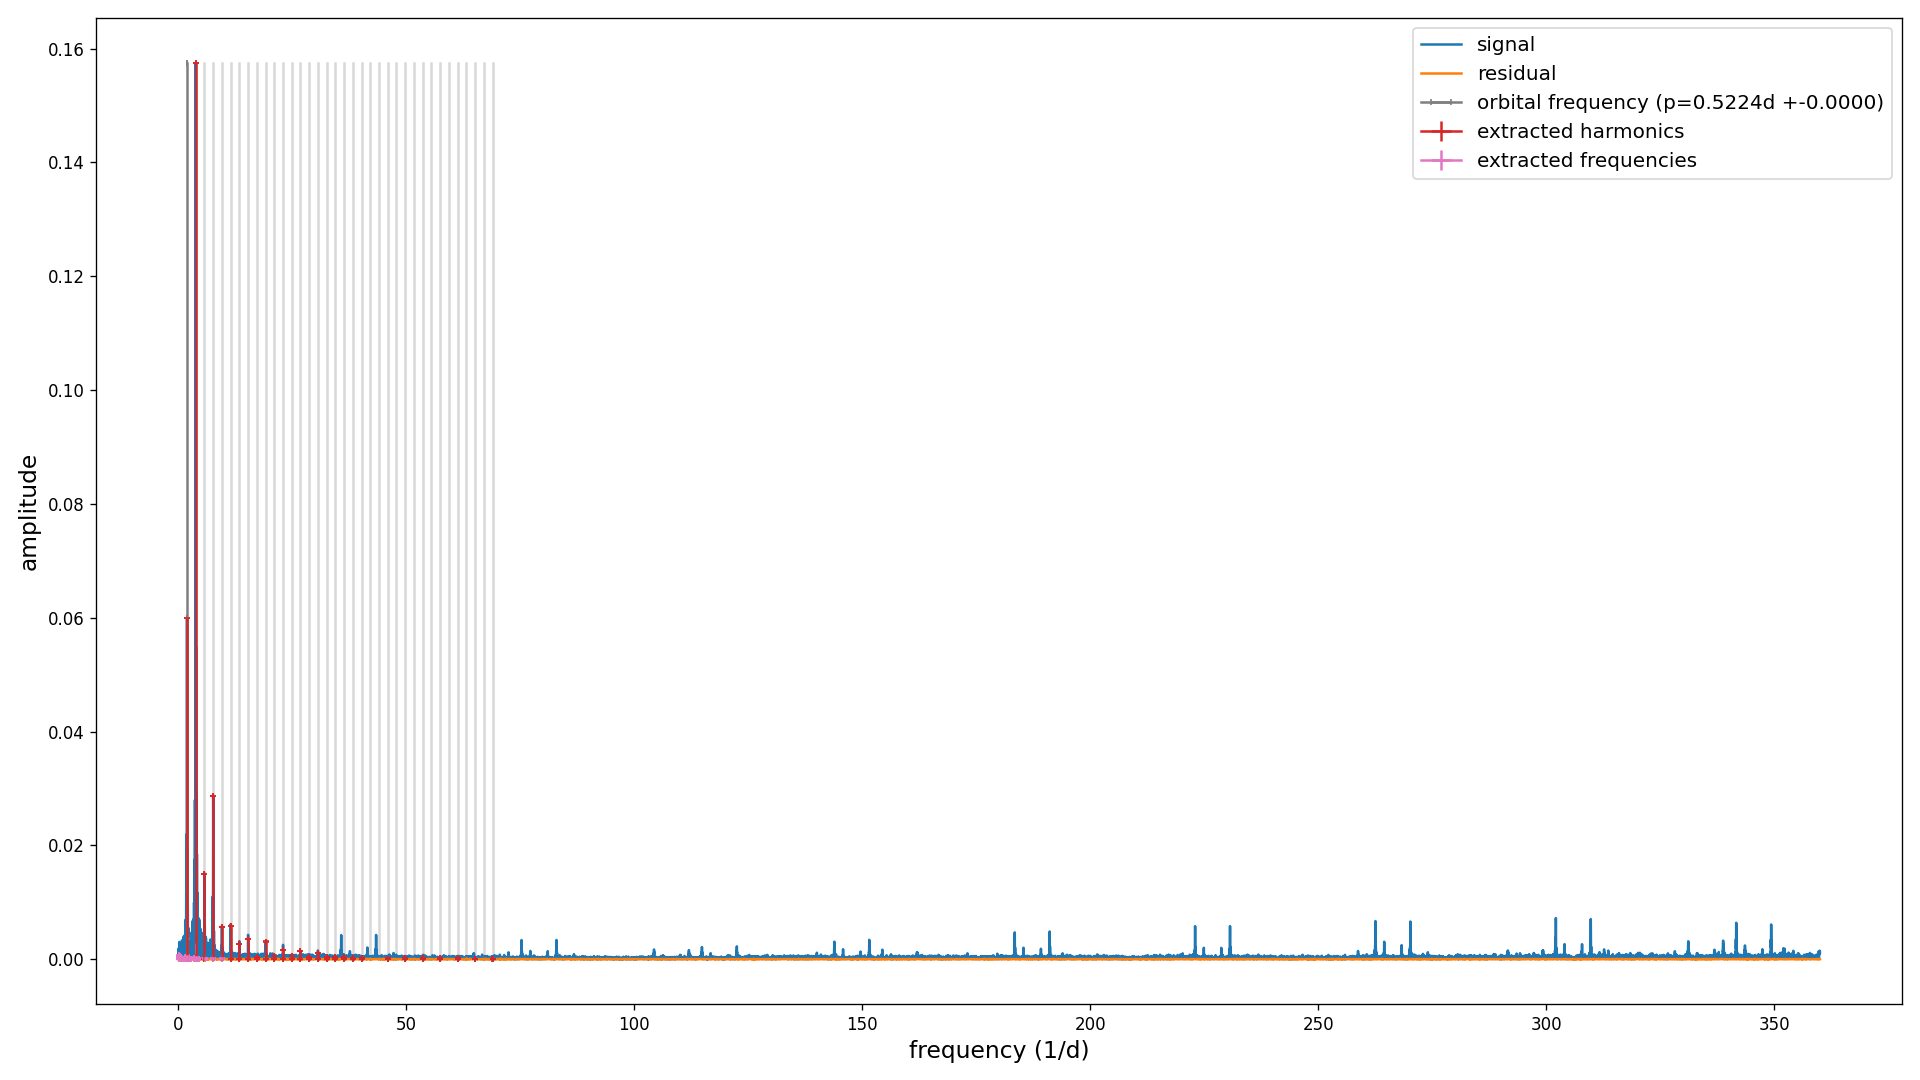 0.16
0.14
0.12
0.10
0.08
0.06
0.04
0.02
0.00
amplitude
signal
residual
orbital frequency (p=0.5224d +-0.0000)
extracted harmonics
extracted frequencies
0 50 100 150 200 250 300 350
frequency (1/d)